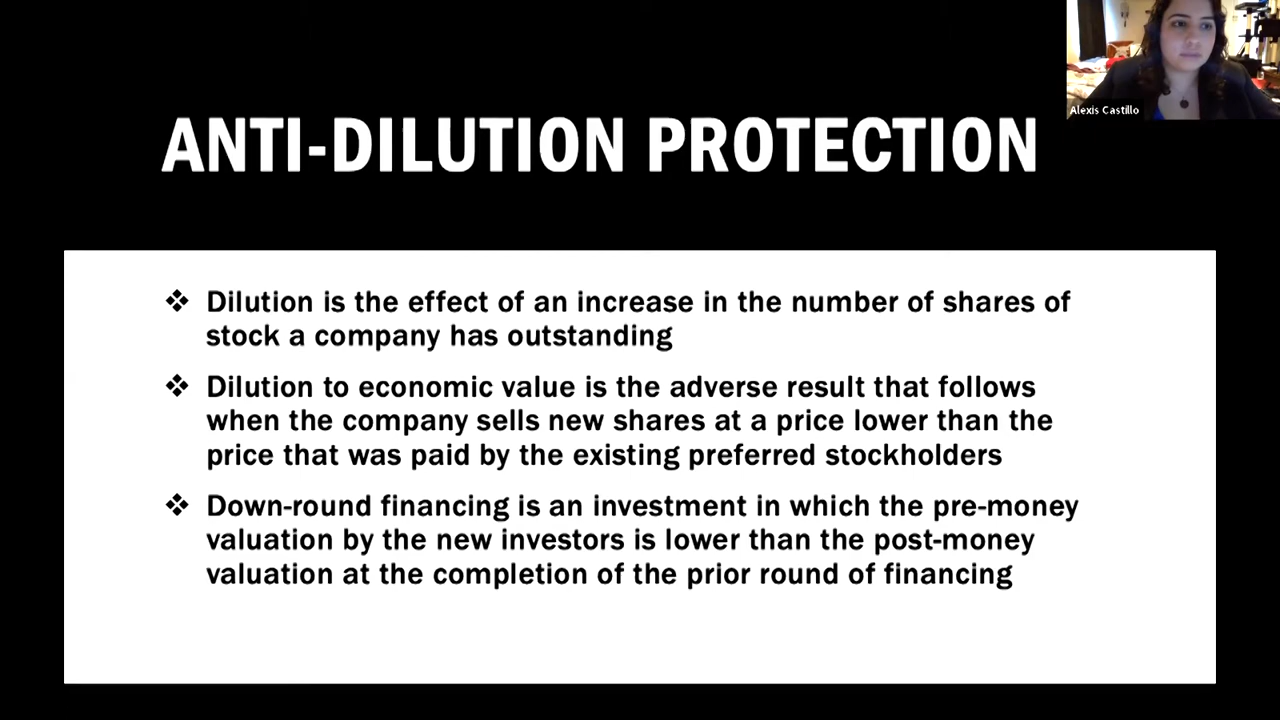 Alexis Castillo
ANTI-DILUTION PROTECTION
❖ Dilution is the effect of an increase in the number of shares of
stock a company has outstanding
❖ Dilution to economic value is the adverse result that follows
when the company sells new shares at a price lower than the
price that was paid by the existing preferred stockholders
❖ Down-round financing is an investment in which the pre-money
valuation by the new investors is lower than the post-money
valuation at the completion of the prior round of financing